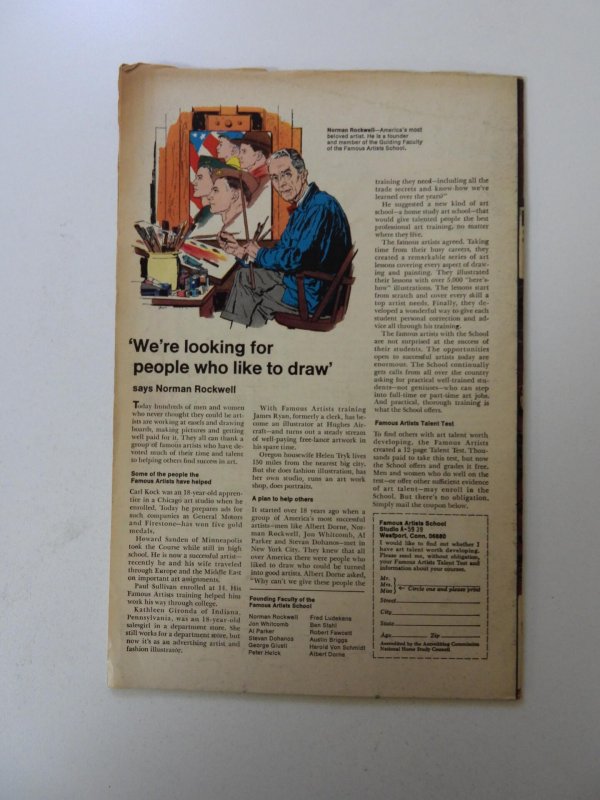 Norman Rockwell—America's most
beloved artist. He is a founder
and member of the Guiding Faculty
of the Famous Artists School.
'We're looking for
people who like to draw'
says Norman Rockwell
Today hundreds of men and women
who never thought they could be art-
ists are working at easels and drawing
boards, making pictures and getting
well paid for it. They all can thank a
group of famous artists who have de-
voted much of their time and talent
to helping others find success in art.
Some of the people the
Famous Artists have helped
Carl Kock was an 18-year-old appren-
tice in a Chicago art studio when he
enrolled. Today he prepares ads for
such companies as General Motors
and Firestone—has won five gold
medals.
Howard Sanden of Minneapolis
took the Course while still in high
school. He is now a successful artist—
recently he and his wife traveled
through Europe and the Middle East
on important art assignments.
Paul Sullivan enrolled at 14. His
Famous Artists training helped him
work his way through college.
Kathleen Gironda of Indiana,
Pennsylvania, was an 18-year-old
salesgirl in a department store. She
still works for a department store, but
now it's as an advertising artist and
fashion illustrator.
With Famous Artists training
James Ryan, formerly a clerk, has be-
come an illustrator at Hughes Air-
craft—and turns out a steady stream
of well-paying free-lance artwork in
his spare time.
Oregon housewife Helen Tryk lives
150 miles from the nearest big city.
But she does fashion illustration, has
her own studio, runs an art work
shop, does portraits.
A plan to help others
It started over 18 years ago when a
group of America's most successful
artists—men like Albert Dorne, Nor-
man Rockwell, Jon Whitcomb, Al
Parker and Stevan Dohanos—met in
New York City. They knew that all
over America there were people who
liked to draw who could be turned
into good artists. Albert Dorne asked,
"Why can't we give these people the
Founding Faculty of the
Famous Artists School
Norman Rockwell
Jon Whitcomb
Al Parker
Stevan Dohanos
George Giusti
Peter Helck
Fred Ludekens
Ben Stahl
Robert Fawcett
Austin Briggs
Harold Von Schmidt
Albert Dorne
training they need—including all the
trade secrets and know-how we've
learned over the years?"
He suggested a new kind of art
school—a home study art school—that
would give talented people the best
professional art training, no matter
where they live.
The famous artists agreed. Taking
time from their busy careers, they
created a remarkable series of art
lessons covering every aspect of draw-
ing and painting. They illustrated
their lessons with over 5,000 "here's-
how" illustrations. The lessons start
from scratch and cover every skill a
top artist needs. Finally, they de-
veloped a wonderful way to give each
student personal correction and ad-
vice all through his training.
The famous artists with the School
are not surprised at the success of
their students. The opportunities
open to successful artists today are
enormous. The School continually
gets calls from all over the country
asking for practical well-trained stu-
dents—not geniuses—who can step
into full-time or part-time art jobs.
And practical, thorough training is
what the School offers.
Famous Artists Talent Test
To find others with art talent worth
developing, the Famous Artists
created a 12-page Talent Test. Thou-
sands paid to take this test, but now
the School offers and grades it free.
Men and women who do well on the
test—or offer other sufficient evidence
of art talent—may enroll in the
School. But there's no obligation.
Simply mail the coupon below.
Famous Artists School
Studio
Westport, Conn. 06880
I would like to find out whether I
have art talent worth developing.
Please send me, without obligation,
your Famous Artists Talent Test and
information about your courses.
Mr.
Mrs.
Miss
Circle one and please print
Street
City
State
Age Zip
Accredited by the Accrediting Commission
National Home Study Council